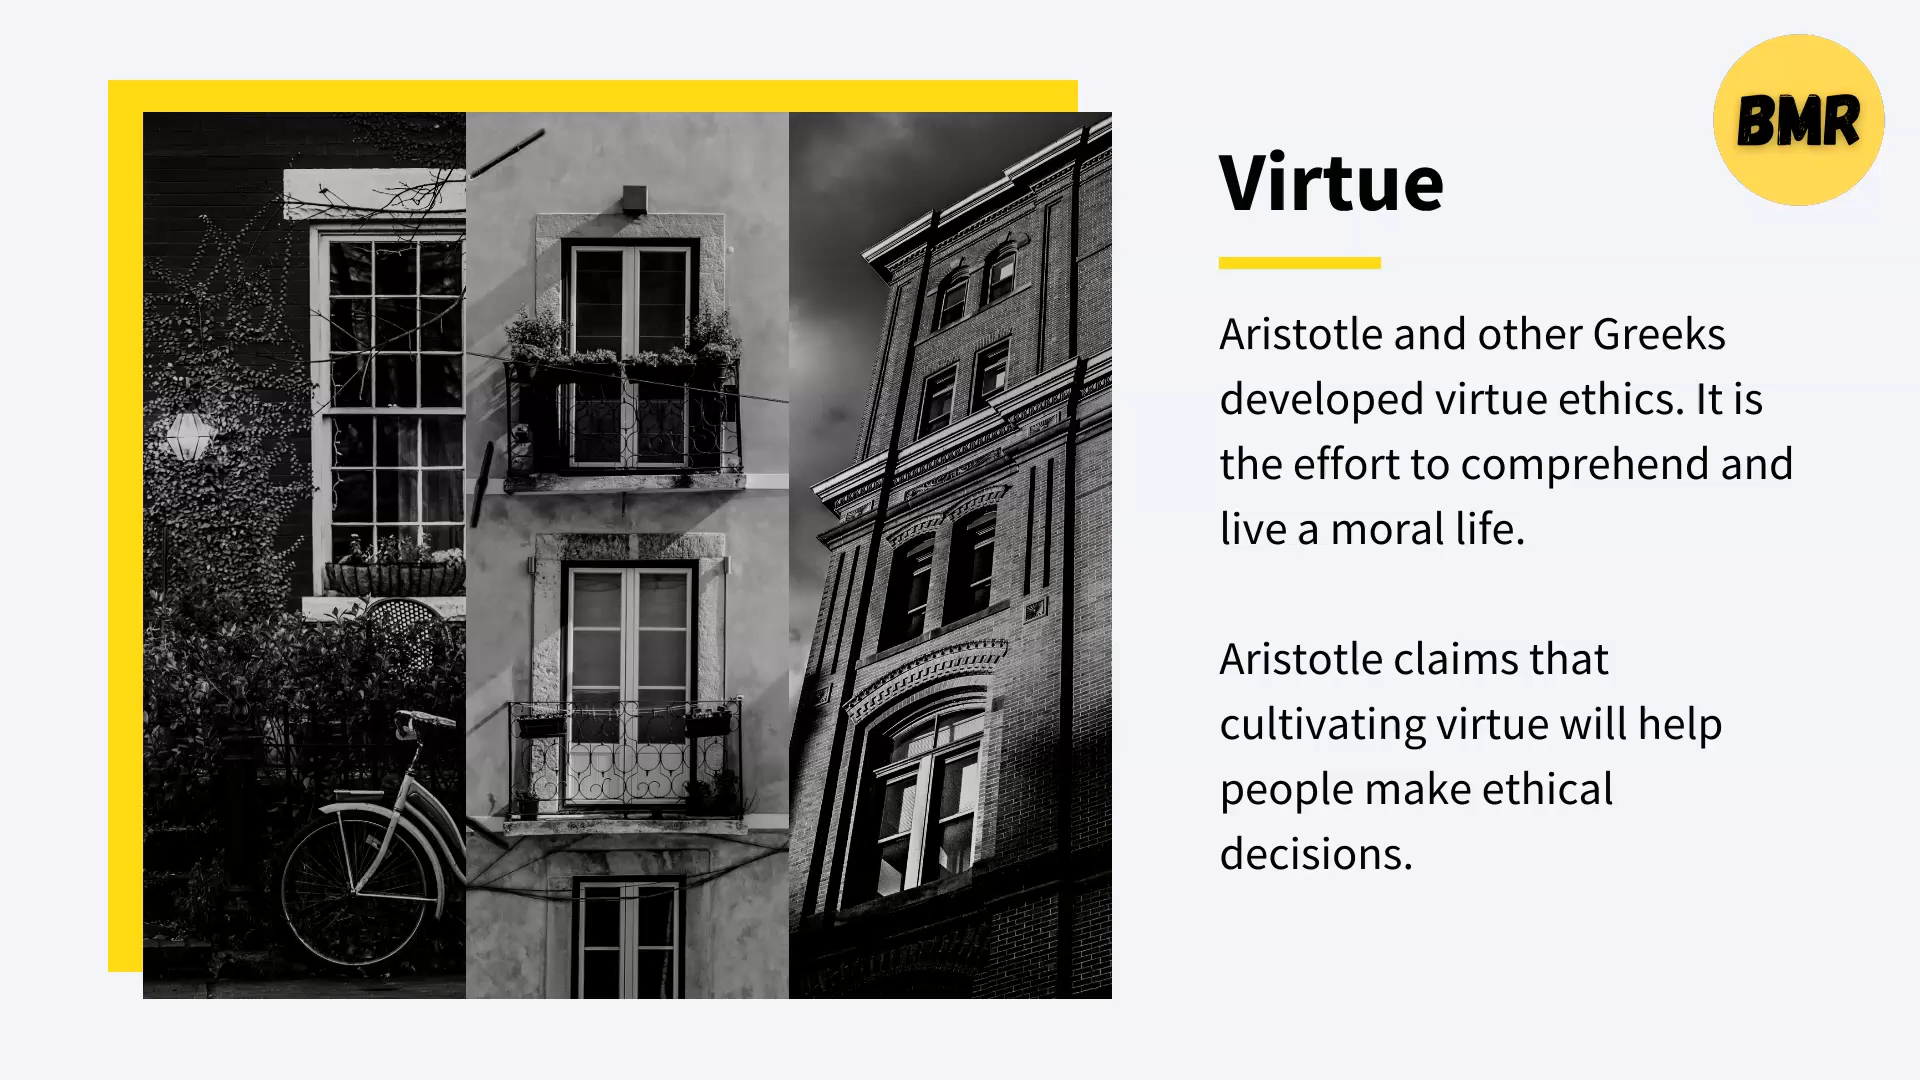 BMR
Virtue
Aristotle and other Greeks
developed virtue ethics. It is
the effort to comprehend and
live a moral life.
Aristotle claims that
cultivating virtue will help
people make ethical
decisions.